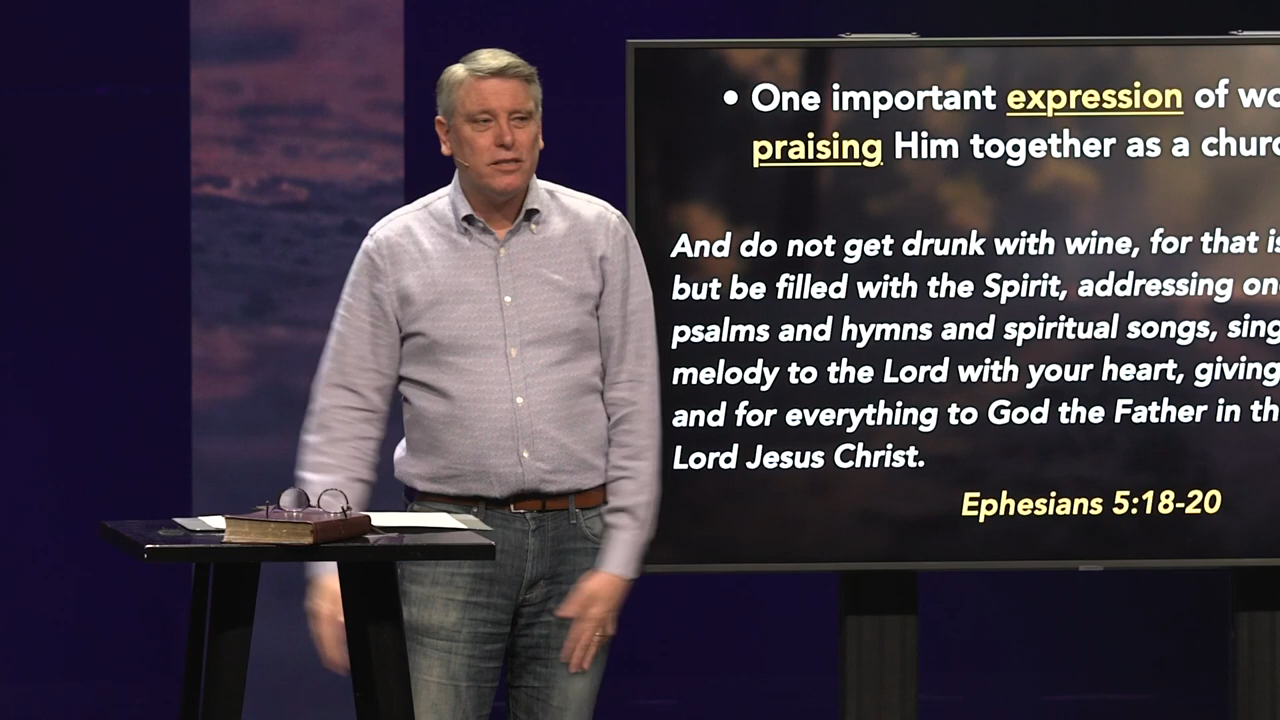 • One important expression of
praising Him together as a
And do not get drunk with wine, for that
but be filled with the Spirit, addressing
psalms and hymns and spiritual songs,
melody to the Lord with your heart, giving
and for everything to God the Father in
Lord Jesus Christ.
Ephesians 5:18-20